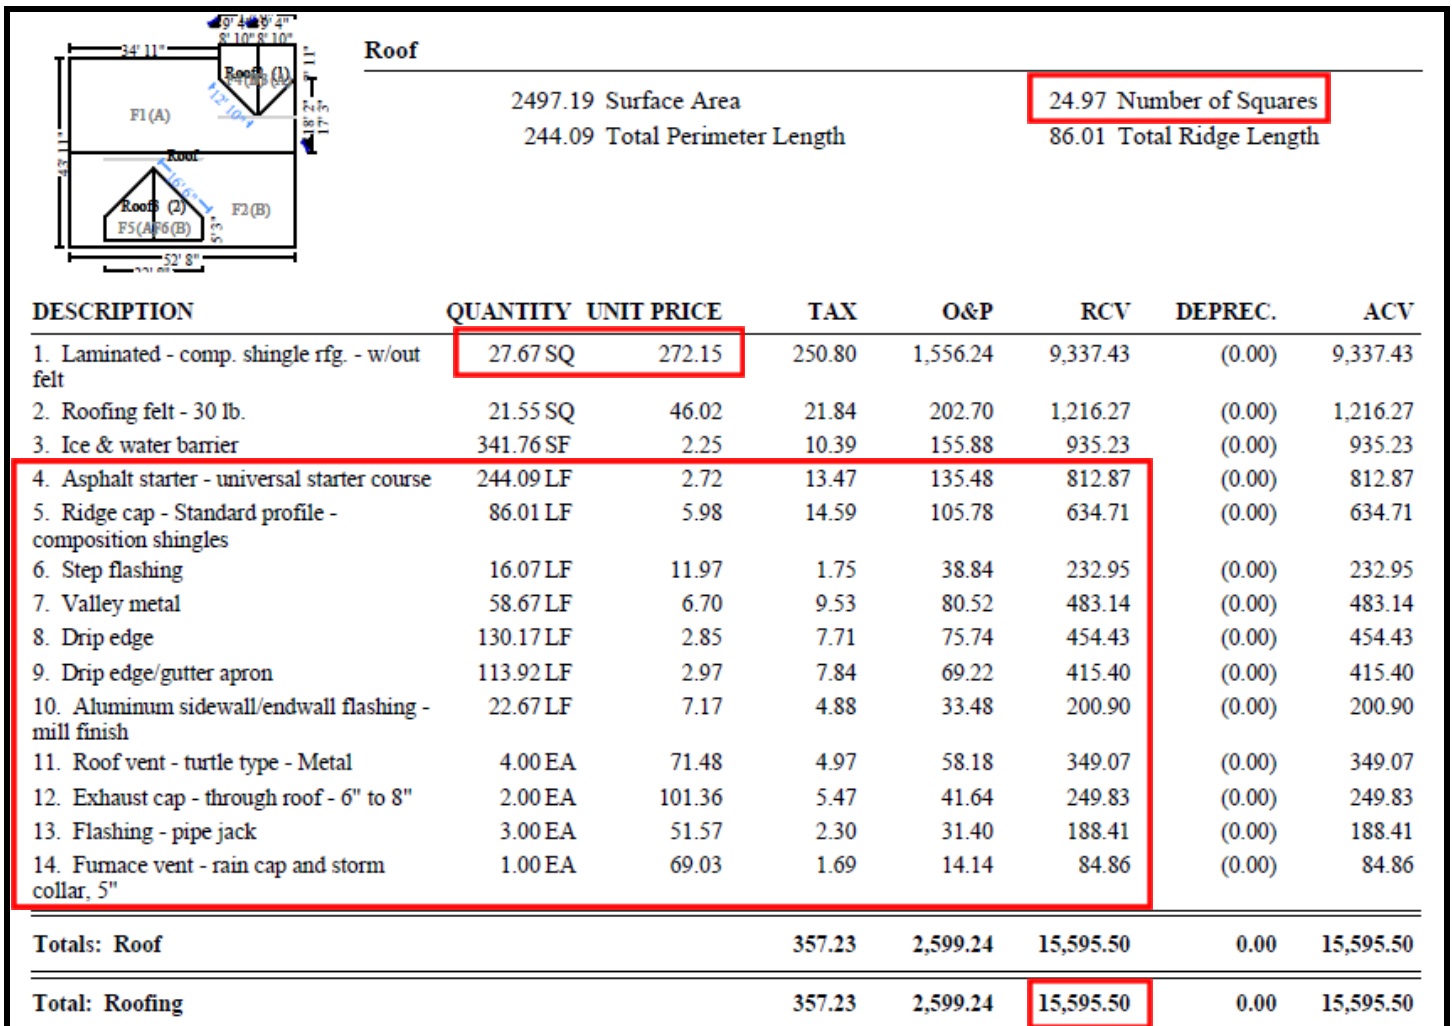 9' 4" 9' 4"
8' 10" 8' 10"
34' 11"
Roof
2497.19 Surface Area
24.97 Number of Squares
244.09 Total Perimeter Length
86.01 Total Ridge Length
(1)
12' 10"
F1(A)
18' 2"
17' 3"
43' 11"
Roof
16' 6"
Roof3 (2)
F2(B)
F5(A) F6(B)
5' 3"
52' 8"
DESCRIPTION QUANTITY UNIT PRICE TAX O&P RCV DEPREC. ACV
1. Laminated - comp. shingle rfg. - w/out 27.67 SQ 272.15 250.80 1,556.24 9,337.43 (0.00) 9,337.43
felt
2. Roofing felt - 30 lb. 21.55 SQ 46.02 21.84 202.70 1,216.27 (0.00) 1,216.27
3. Ice & water barrier 341.76 SF 2.25 10.39 155.88 935.23 (0.00) 935.23
4. Asphalt starter - universal starter course 244.09 LF 2.72 13.47 135.48 812.87 (0.00) 812.87
5. Ridge cap - Standard profile - 86.01 LF 5.98 14.59 105.78 634.71 (0.00) 634.71
composition shingles
6. Step flashing 16.07 LF 11.97 1.75 38.84 232.95 (0.00) 232.95
7. Valley metal 58.67 LF 6.70 9.53 80.52 483.14 (0.00) 483.14
8. Drip edge 130.17 LF 2.85 7.71 75.74 454.43 (0.00) 454.43
9. Drip edge/gutter apron 113.92 LF 2.97 7.84 69.22 415.40 (0.00) 415.40
10. Aluminum sidewall/endwall flashing - 22.67 LF 7.17 4.88 33.48 200.90 (0.00) 200.90
mill finish
11. Roof vent - turtle type - Metal 4.00 EA 71.48 4.97 58.18 349.07 (0.00) 349.07
12. Exhaust cap - through roof - 6" to 8" 2.00 EA 101.36 5.47 41.64 249.83 (0.00) 249.83
13. Flashing - pipe jack 3.00 EA 51.57 2.30 31.40 188.41 (0.00) 188.41
14. Furnace vent - rain cap and storm 1.00 EA 69.03 1.69 14.14 84.86 (0.00) 84.86
collar, 5"
Totals: Roof 357.23 2,599.24 15,595.50 0.00 15,595.50
Total: Roofing 357.23 2,599.24 15,595.50 0.00 15,595.50